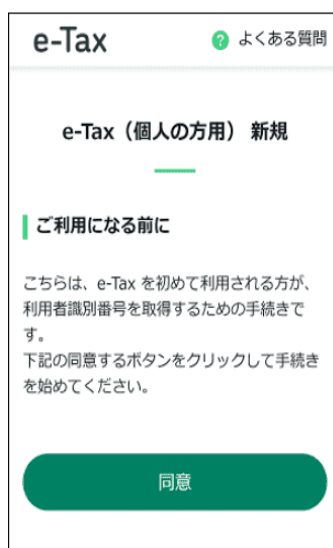 e-Tax
? よくある質問
e-Tax（個人の方用） 新規
ご利用になる前に
こちらは、e-Tax を初めて利用される方が、
利用者識別番号を取得するための手続きで
す。
下記の同意するボタンをクリックして手続き
を始めてください。
同意